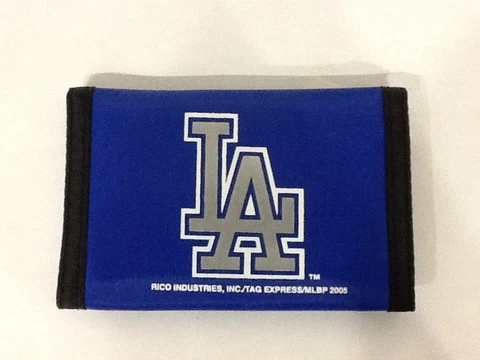 LA
TM
RICO INDUSTRIES, INC./TAG EXPRESS/MLBP 2005